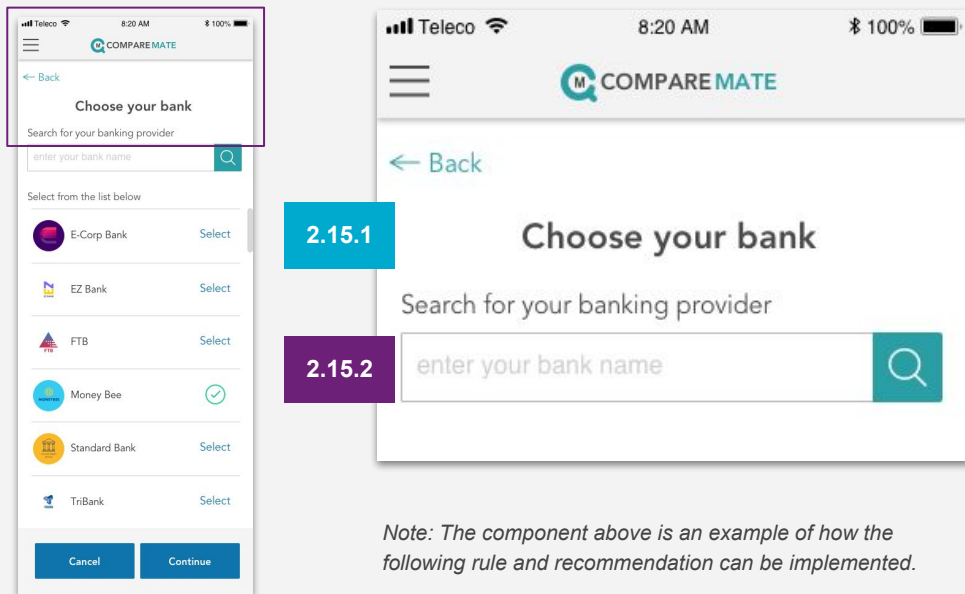 Teleco 8:20 AM 100%
M COMPARE MATE
← Back
Choose your bank
Search for your banking provider
enter your bank name
Select from the list below
E-Corp Bank Select
EZ Bank Select
FTB FTB Select
Money Bee
Standard Bank Select
TriBank Select
Cancel Continue
Teleco 8:20 AM 100%
M COMPARE MATE
← Back
2.15.1 Choose your bank
Search for your banking provider
2.15.2 enter your bank name
Note: The component above is an example of how the
following rule and recommendation can be implemented.